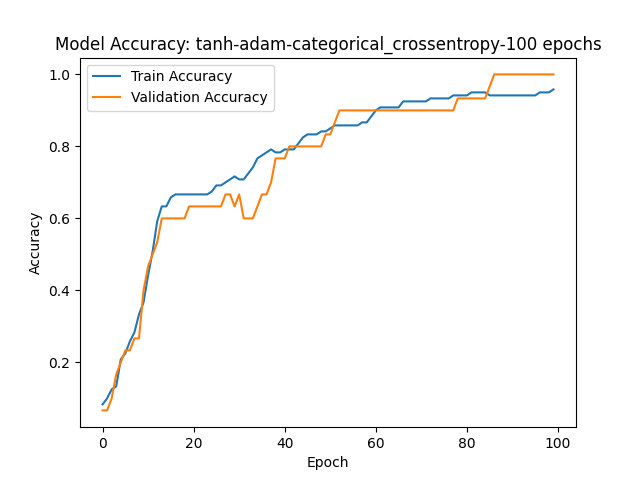 Model Accuracy: tanh-adam-categorical_crossentropy-100 epochs
Train Accuracy
Validation Accuracy
1.0
0.8
0.6
0.4
0.2
Accuracy
0 20 40 60 80 100
Epoch